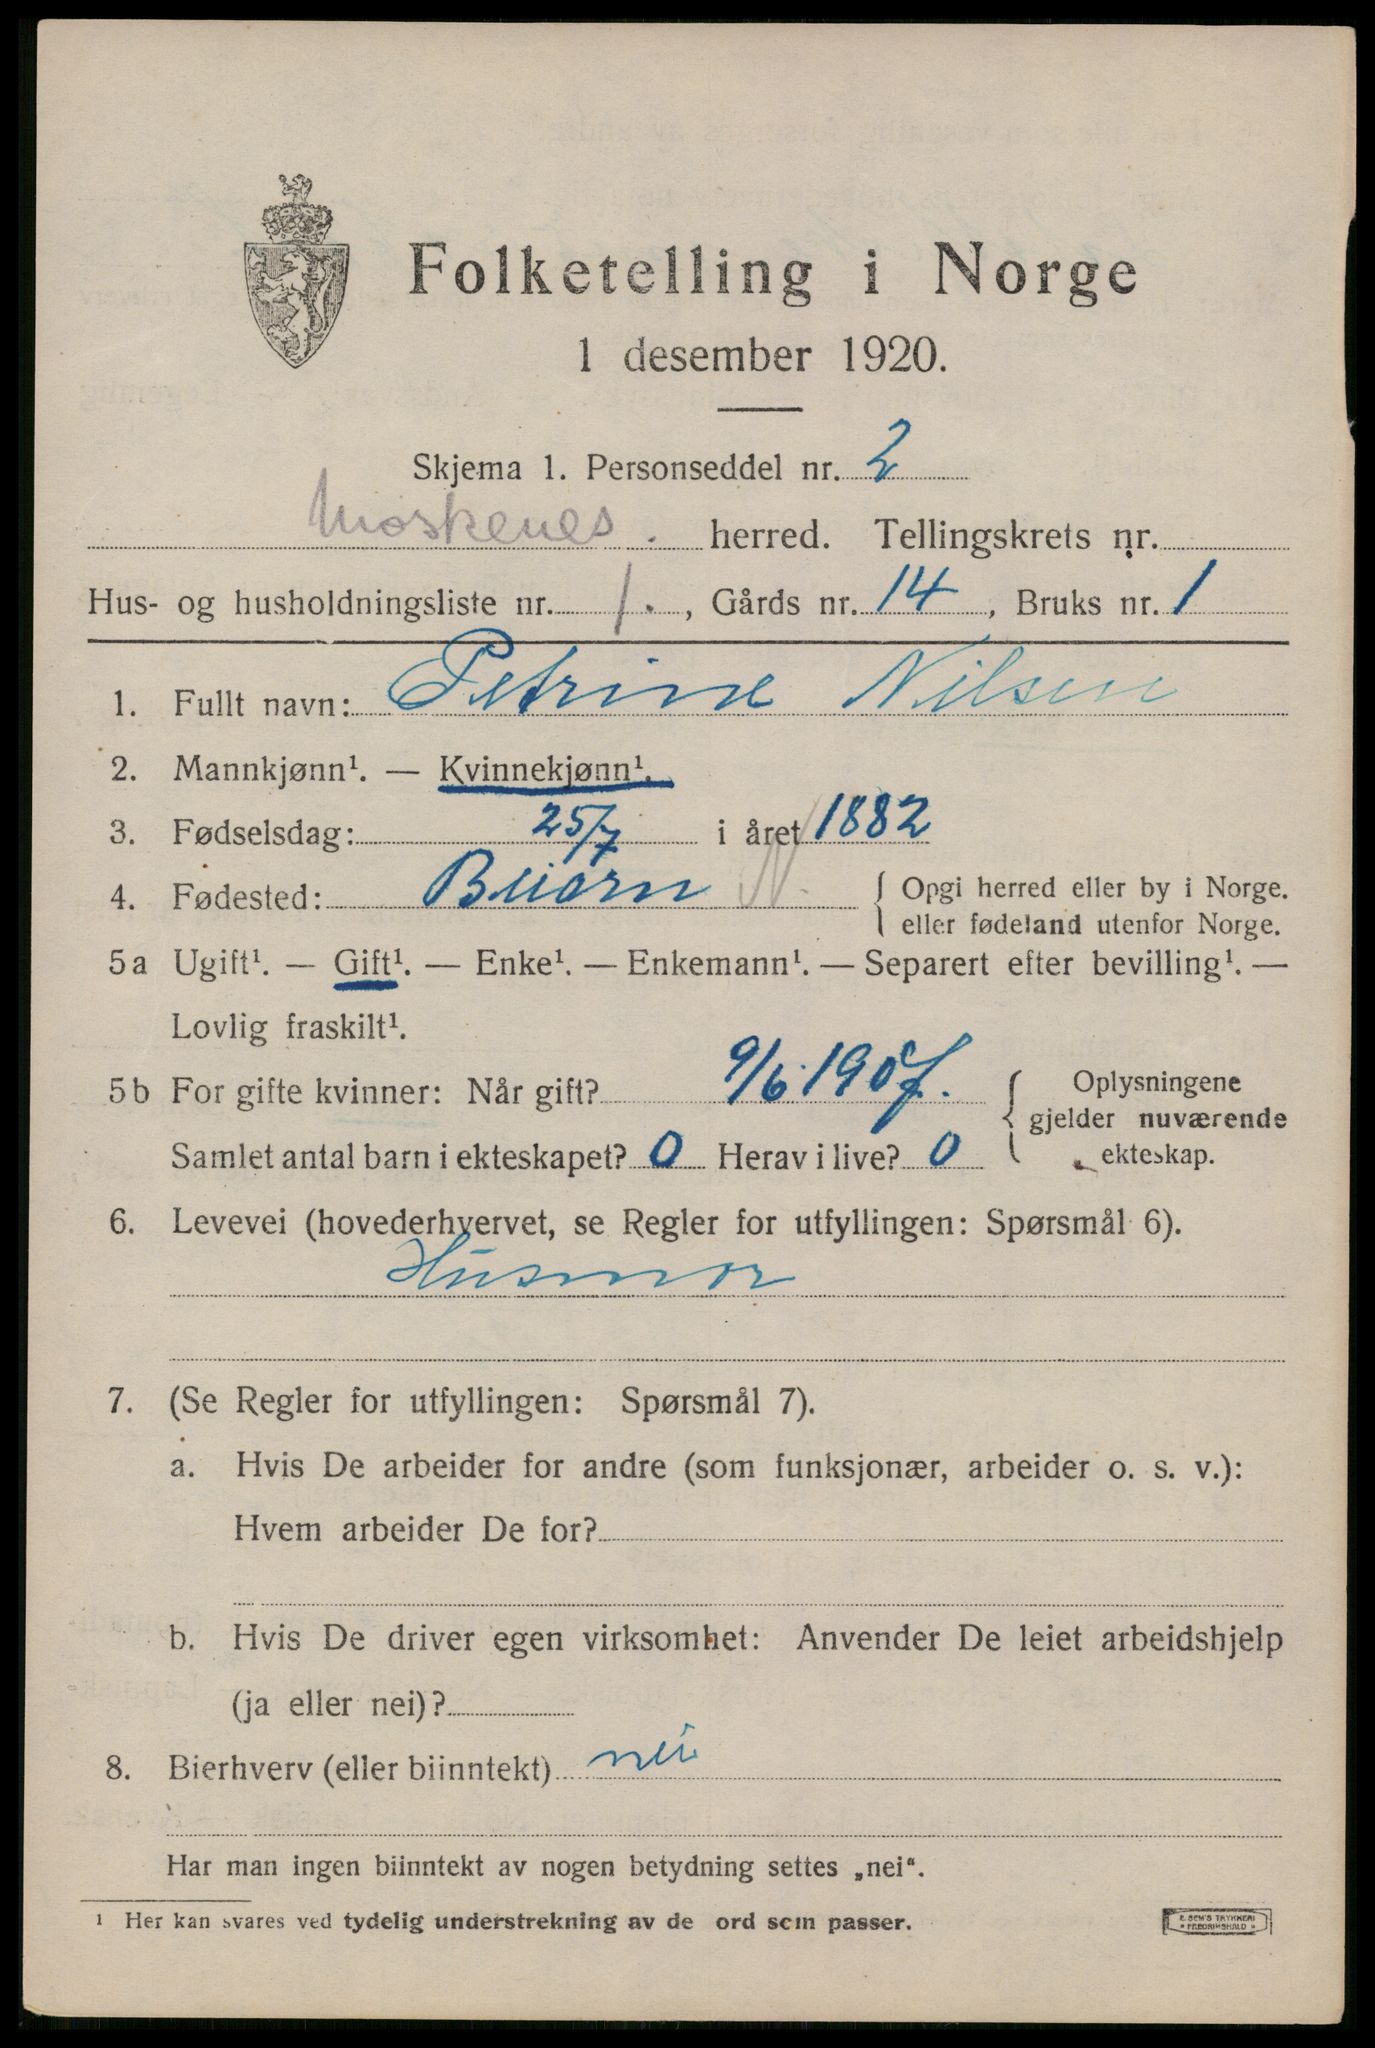 Folketelling i Norge
1 desember 1920.
Skjema 1. Personseddel nr. 2
Moskenes. herred. Tellingskrets nr.
Hus- og husholdningsliste nr. 1., Gårds nr. 14, Bruks nr. 1
1. Fullt navn: Petrine Nilsen
2. Mannkjønn¹. — Kvinnekjønn¹.
3. Fødselsdag: 25/7 i året 1882
4. Fødested: Beiarn N. { Opgi herred eller by i Norge.
eller fødeland utenfor Norge.
5a Ugift¹. — Gift¹. — Enke¹. — Enkemann¹. — Separert efter bevilling¹. —
Lovlig fraskilt¹.
5b For gifte kvinner: Når gift? 9/6 1907.
Samlet antal barn i ekteskapet? 0 Herav i live? 0
{ Oplysningene
gjelder nuværende
ekteskap.
6. Levevei (hovederhvervet, se Regler for utfyllingen: Spørsmål 6).
Husmor
7. (Se Regler for utfyllingen: Spørsmål 7).
a. Hvis De arbeider for andre (som funksjonær, arbeider o. s. v.):
Hvem arbeider De for?
b. Hvis De driver egen virksomhet: Anvender De leiet arbeidshjelp
(ja eller nei)?
8. Bierhverv (eller biinntekt) nei
Har man ingen biinntekt av nogen betydning settes „nei“.
¹ Her kan svares ved tydelig understrekning av de ord som passer.
E. SEM'S TRYKKERI
FREDRIKSHALD